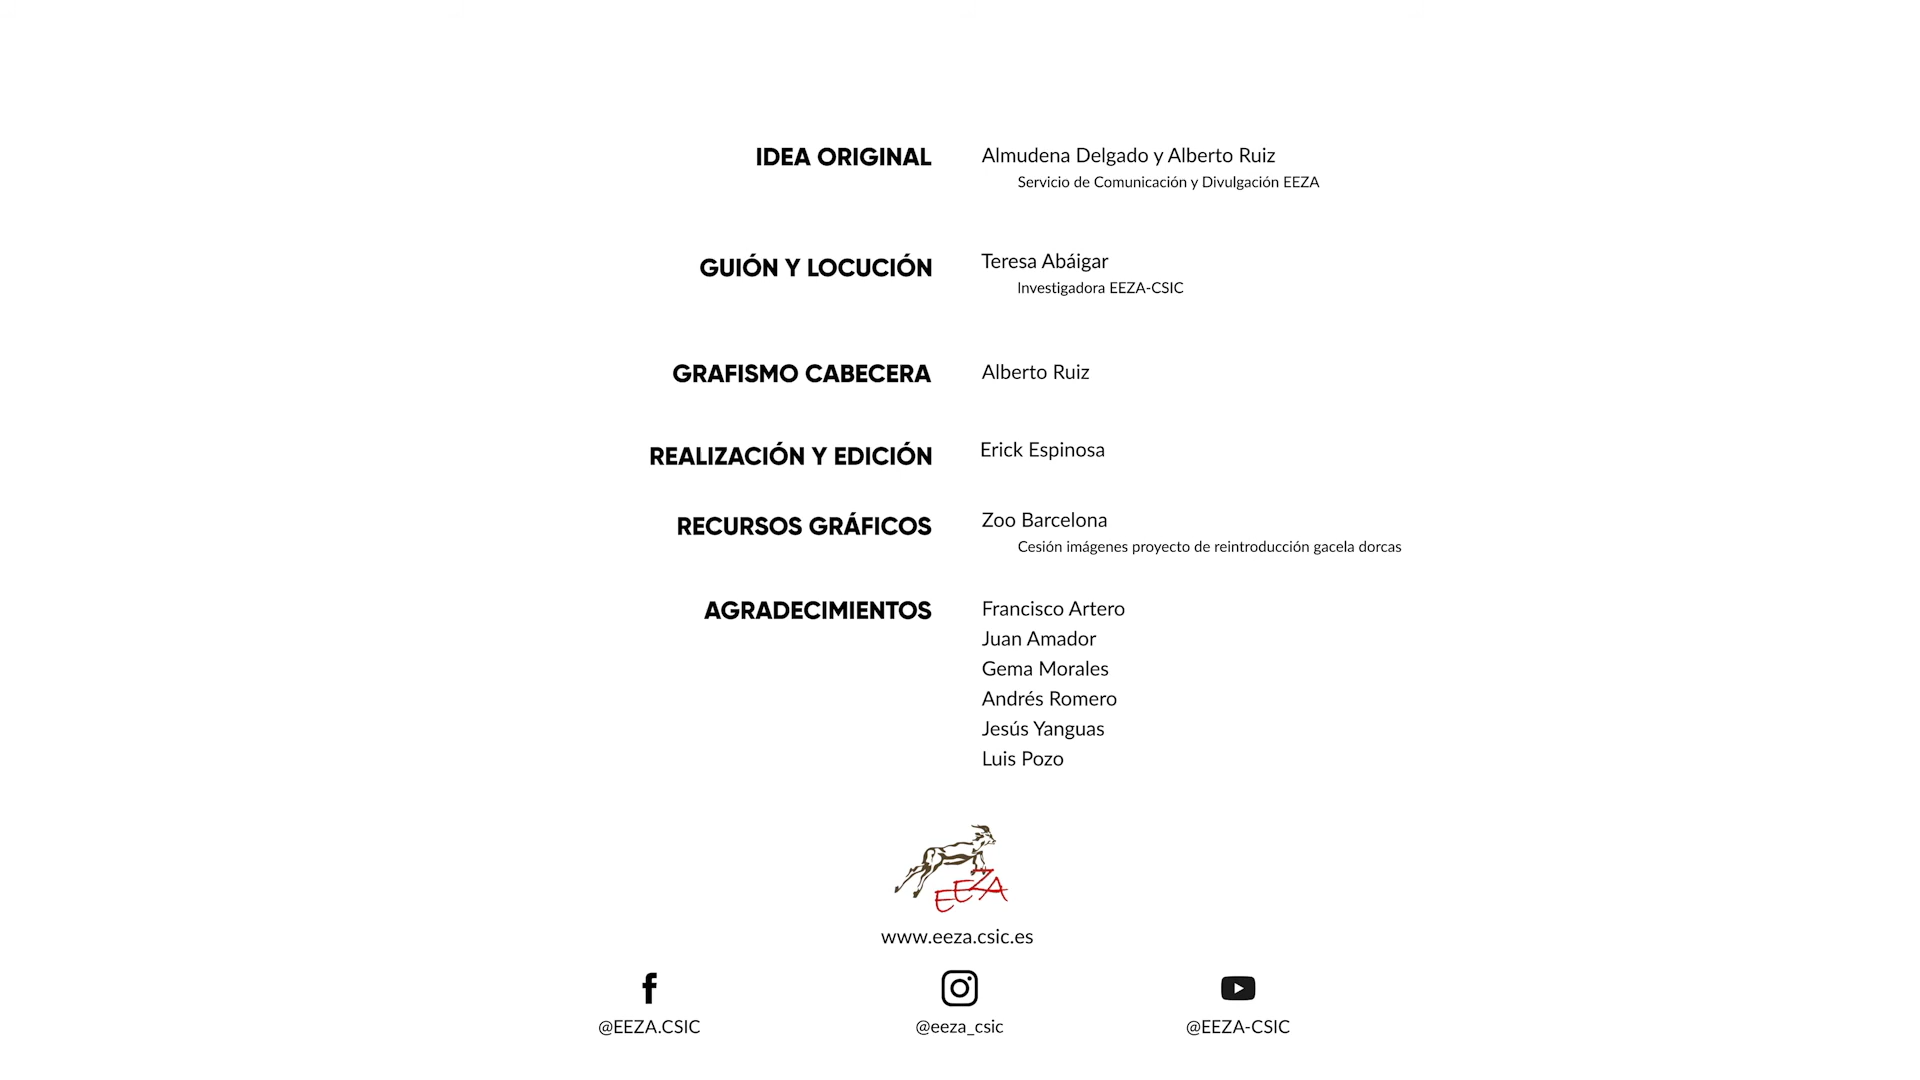 IDEA ORIGINAL Almudena Delgado y Alberto Ruiz
Servicio de Comunicación y Divulgación EEZA
GUIÓN Y LOCUCIÓN Teresa Abáigar
Investigadora EEZA-CSIC
GRAFISMO CABECERA Alberto Ruiz
REALIZACIÓN Y EDICIÓN Erick Espinosa
RECURSOS GRÁFICOS Zoo Barcelona
Cesión imágenes proyecto de reintroducción gacela dorcas
AGRADECIMIENTOS Francisco Artero
Juan Amador
Gema Morales
Andrés Romero
Jesús Yanguas
Luis Pozo
EEZA
www.eeza.csic.es
@EEZA.CSIC @eeza_csic @EEZA-CSIC